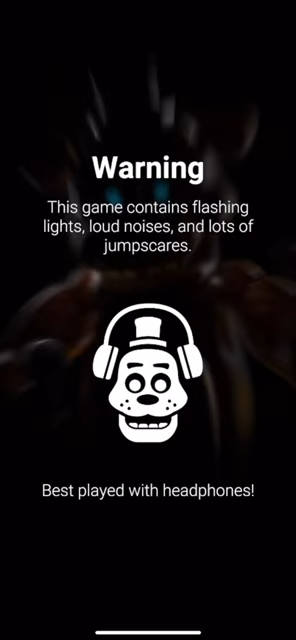 Warning
This game contains flashing
lights, loud noises, and lots of
jumpscares.
Best played with headphones!